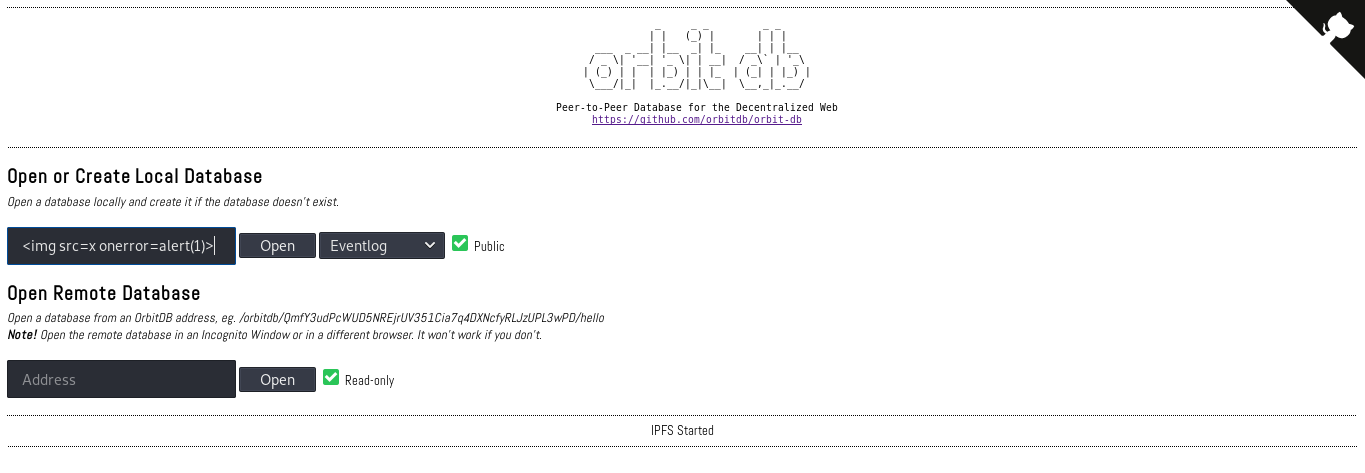 orbit db
Peer-to-Peer Database for the Decentralized Web
https://github.com/orbitdb/orbit-db
Open or Create Local Database
Open a database locally and create it if the database doesn't exist.
<img src=x onerror=alert(1)> Open Eventlog Public
Open Remote Database
Open a database from an OrbitDB address, eg. /orbitdb/QmfY3udPcWUD5NREjrUV351Cia7q4DXNcfyRLJzUPL3wPD/hello
Note! Open the remote database in an Incognito Window or in a different browser. It won't work if you don't.
Address Open Read-only
IPFS Started